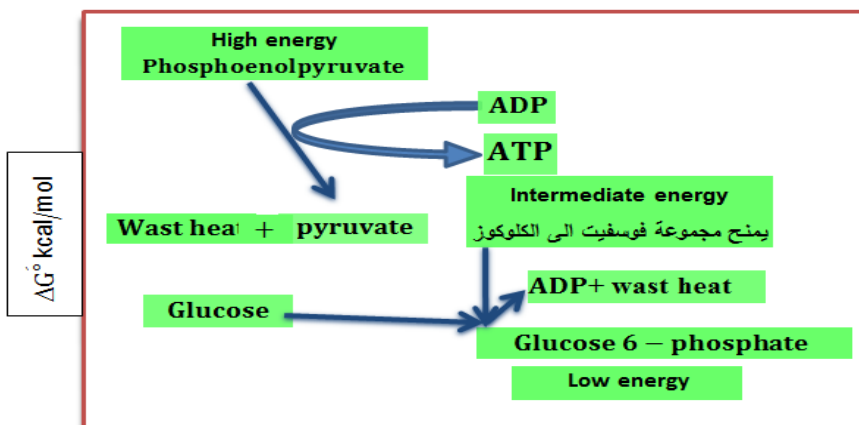 High energy
Phosphoenolpyruvate
ADP
ATP
Intermediate energy
يمنح مجموعة فوسفيت الى الكلوكوز
Wast heat + pyruvate
ADP+ wast heat
Glucose
Glucose 6 − phosphate
Low energy
ΔG°́ kcal/mol